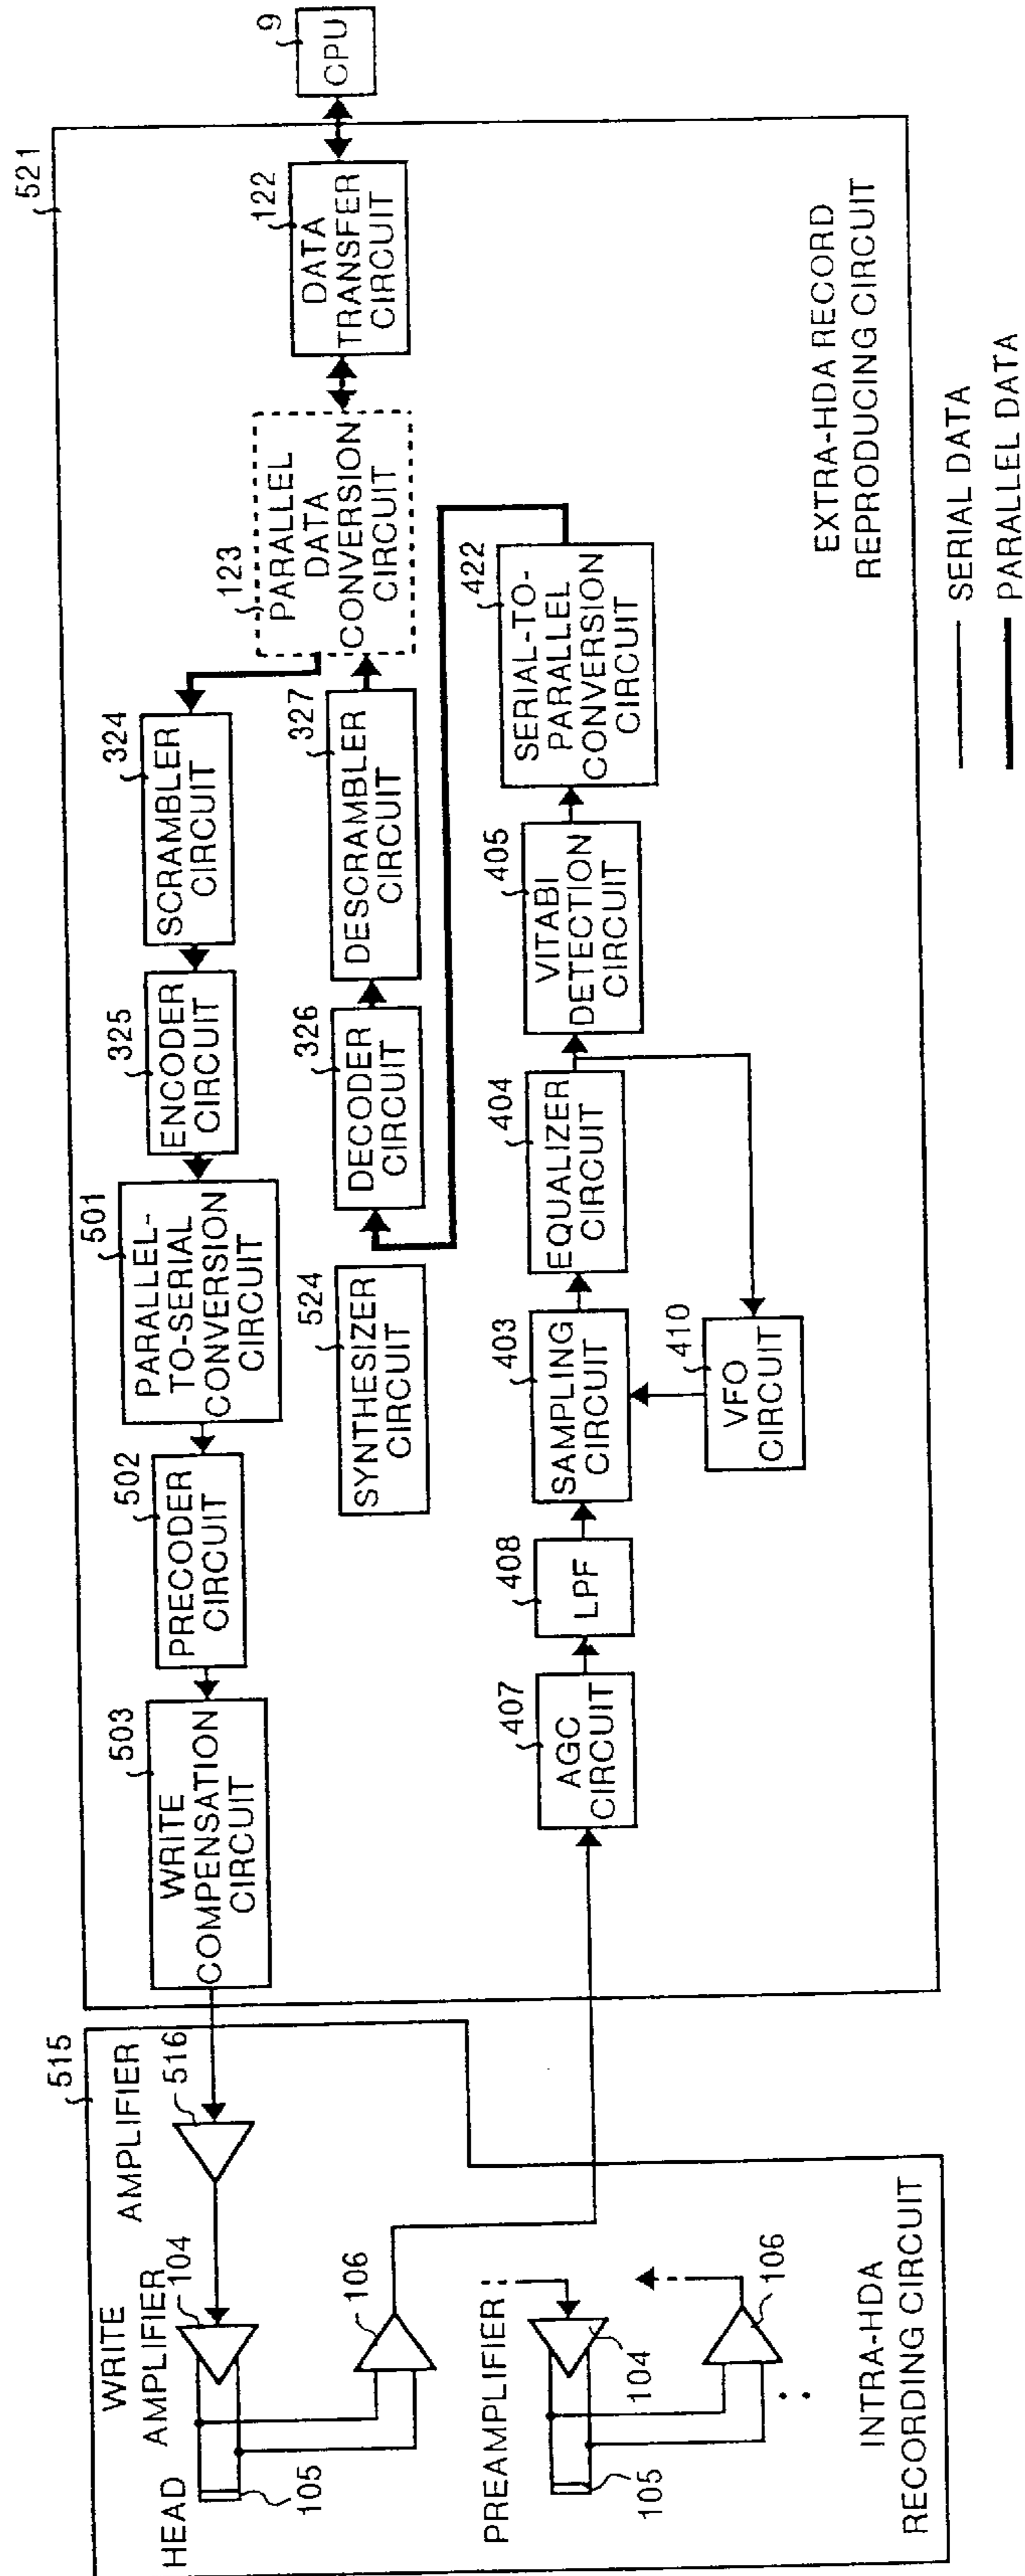 515
HEAD
WRITE
AMPLIFIER
104
AMPLIFIER
516
105
106
PREAMPLIFIER
104
105
106
INTRA-HDA
RECORDING CIRCUIT
521
503
WRITE
COMPENSATION
CIRCUIT
502
PRECODER
CIRCUIT
501
PARALLEL-
TO-SERIAL
CONVERSION
CIRCUIT
325
ENCODER
CIRCUIT
324
SCRAMBLER
CIRCUIT
123
PARALLEL
DATA
CONVERSION
CIRCUIT
122
DATA
TRANSFER
CIRCUIT
9
CPU
524
SYNTHESIZER
CIRCUIT
326
DECODER
CIRCUIT
327
DESCRAMBLER
CIRCUIT
407
AGC
CIRCUIT
408
LPF
403
SAMPLING
CIRCUIT
404
EQUALIZER
CIRCUIT
405
VITABI
DETECTION
CIRCUIT
422
SERIAL-TO-
PARALLEL
CONVERSION
CIRCUIT
410
VFO
CIRCUIT
EXTRA-HDA RECORD
REPRODUCING CIRCUIT
SERIAL DATA
PARALLEL DATA